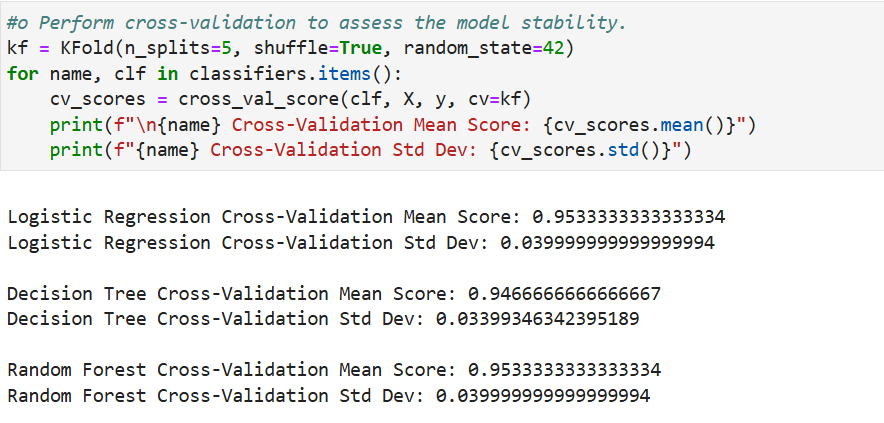 #o Perform cross-validation to assess the model stability.
kf = KFold(n_splits=5, shuffle=True, random_state=42)
for name, clf in classifiers.items():
    cv_scores = cross_val_score(clf, X, y, cv=kf)
    print(f"\n{name} Cross-Validation Mean Score: {cv_scores.mean()}")
    print(f"{name} Cross-Validation Std Dev: {cv_scores.std()}")
Logistic Regression Cross-Validation Mean Score: 0.9533333333333334
Logistic Regression Cross-Validation Std Dev: 0.039999999999999994
Decision Tree Cross-Validation Mean Score: 0.9466666666666667
Decision Tree Cross-Validation Std Dev: 0.03399346342395189
Random Forest Cross-Validation Mean Score: 0.9533333333333334
Random Forest Cross-Validation Std Dev: 0.039999999999999994